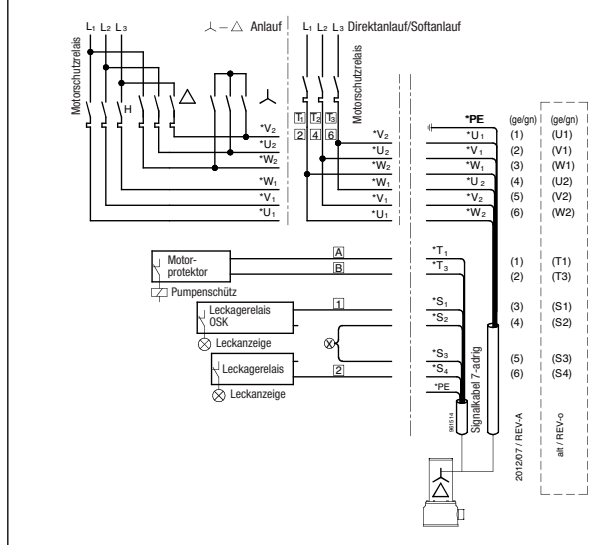 L1 L2 L3
⅄ – △ Anlauf
L1 L2 L3 Direktanlauf/Softanlauf
Motorschutzrelais
Motorschutzrelais
H
T1 T2 T3
2 4 6
*V2
*U2
*W2
*W1
*V1
*U1
*V2
*U2
*W2
*W1
*V1
*U1
*PE (ge/gn) (ge/gn)
*U1 (1) (U1)
*V1 (2) (V1)
*W1 (3) (W1)
*U2 (4) (U2)
*V2 (5) (V2)
*W2 (6) (W2)
Motor-
protektor
A
B
*T1 (1) (T1)
*T3 (2) (T3)
Pumpenschütz
Leckagerelais
OSK
1
*S1 (3) (S1)
*S2 (4) (S2)
Leckanzeige
X
*S3 (5) (S3)
Leckagerelais
2
*S4 (6) (S4)
*PE
Leckanzeige
Signalkabel 7-adrig
961514
2012/07 / REV-A
alt / REV-o